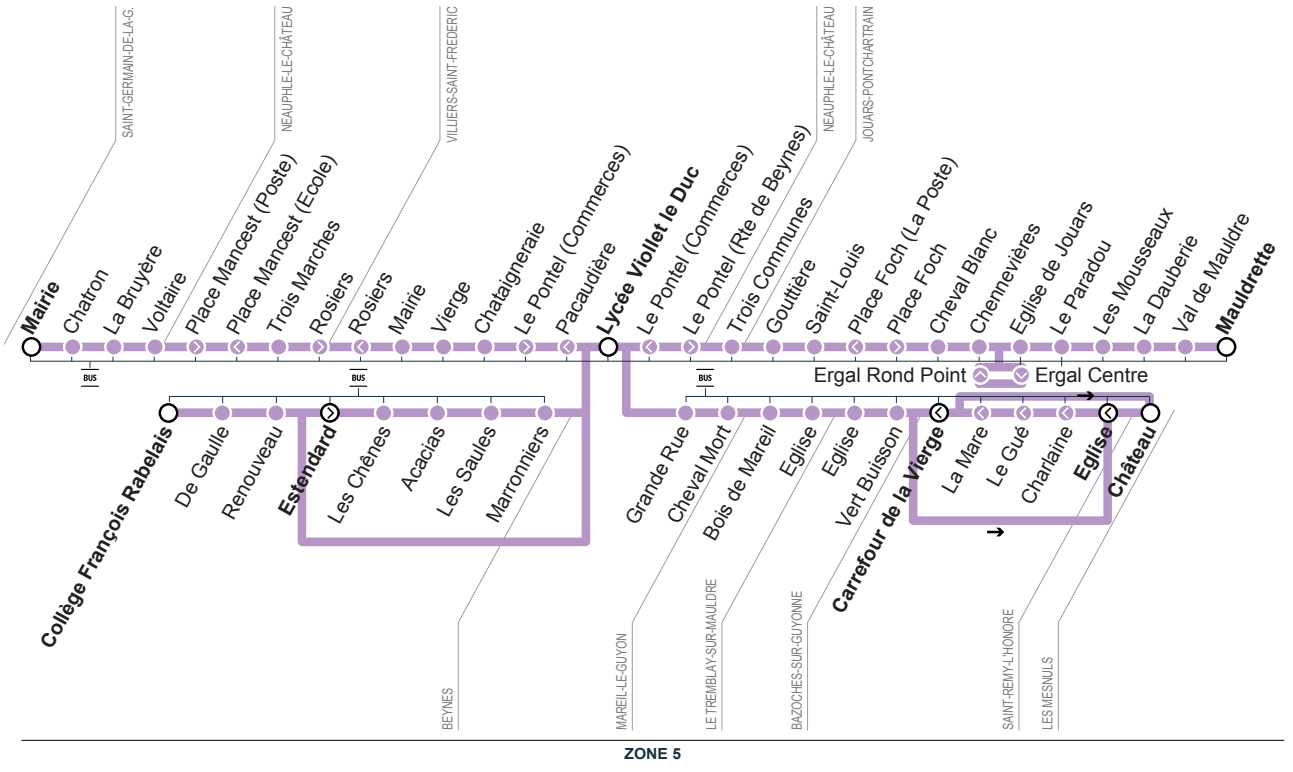 SAINT-GERMAIN-DE-LA-G.
NEAUPHLE-LE-CHÂTEAU
VILLIERS-SAINT-FREDERIC
NEAUPHLE-LE-CHÂTEAU
JOUARS-PONTCHARTRAIN
Mairie
Chatron
La Bruyère
Voltaire
Place Mancest (Poste)
Place Mancest (Ecole)
Trois Marches
Rosiers
Rosiers
Mairie
Vierge
Chataigneraie
Le Pontel (Commerces)
Pacaudière
Lycée Viollet le Duc
Le Pontel (Commerces)
Le Pontel (Rte de Beynes)
Trois Communes
Gouttière
Saint-Louis
Place Foch (La Poste)
Place Foch
Cheval Blanc
Chennevières
Eglise de Jouars
Le Paradou
Les Mousseaux
La Dauberie
Val de Mauldre
Mauldrette
BUS
BUS
BUS
Ergal Rond Point
Ergal Centre
Collège François Rabelais
De Gaulle
Renouveau
Estendard
Les Chênes
Acacias
Les Saules
Marronniers
Grande Rue
Cheval Mort
Bois de Mareil
Eglise
Eglise
Vert Buisson
Carrefour de la Vierge
La Mare
Le Gué
Charlaine
Eglise
Château
BEYNES
MAREIL-LE-GUYON
LE TREMBLAY-SUR-MAULDRE
BAZOCHES-SUR-GUYONNE
SAINT-REMY-L'HONORE
LES MESNULS
ZONE 5